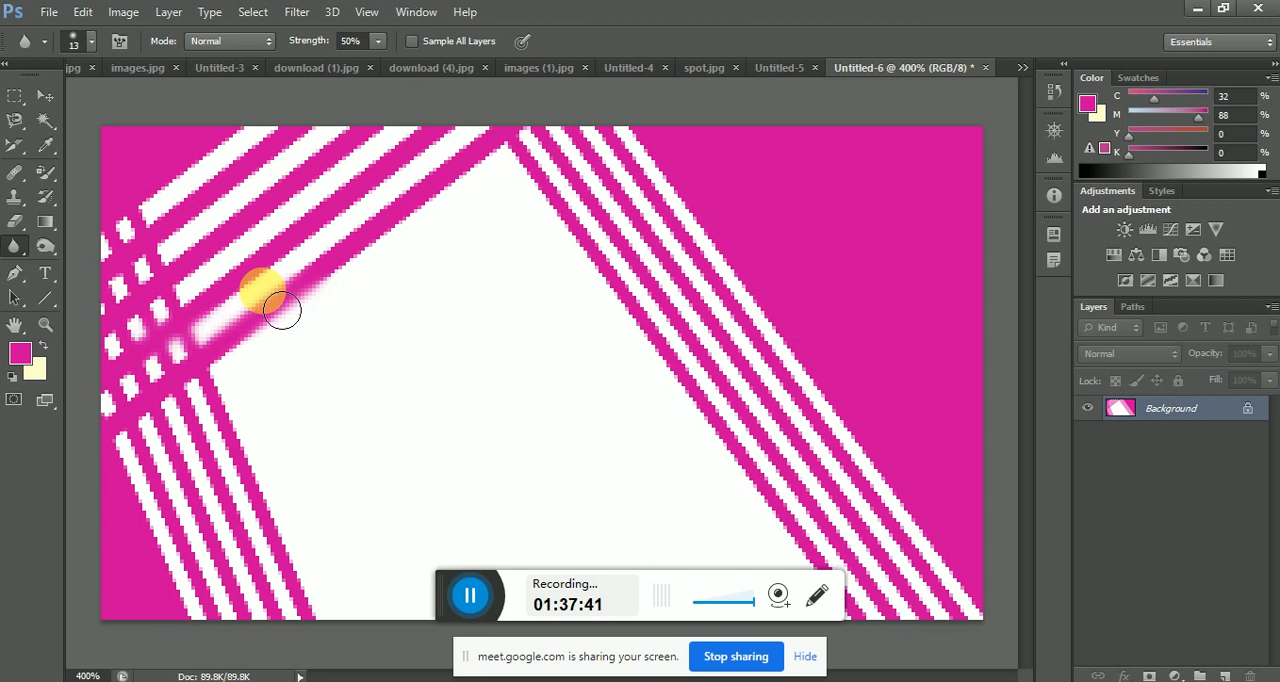 Ps File Edit Image Layer Type Select Filter 3D View Window Help
13 Mode: Normal Strength: 50% Sample All Layers Essentials
jpg × images.jpg × Untitled-3 × download (1).jpg × download (4).jpg × images (1).jpg × Untitled-4 × spot.jpg × Untitled-5 × Untitled-6 @ 400% (RGB/8) * ×
Color Swatches
C 32 %
M 88 %
Y 0 %
K 0 %
Adjustments Styles
Add an adjustment
Layers Paths
Kind
Normal Opacity: 100%
Lock: Fill: 100%
Background
Recording...
01:37:41
meet.google.com is sharing your screen. Stop sharing Hide
400% Doc: 89.8K/89.8K